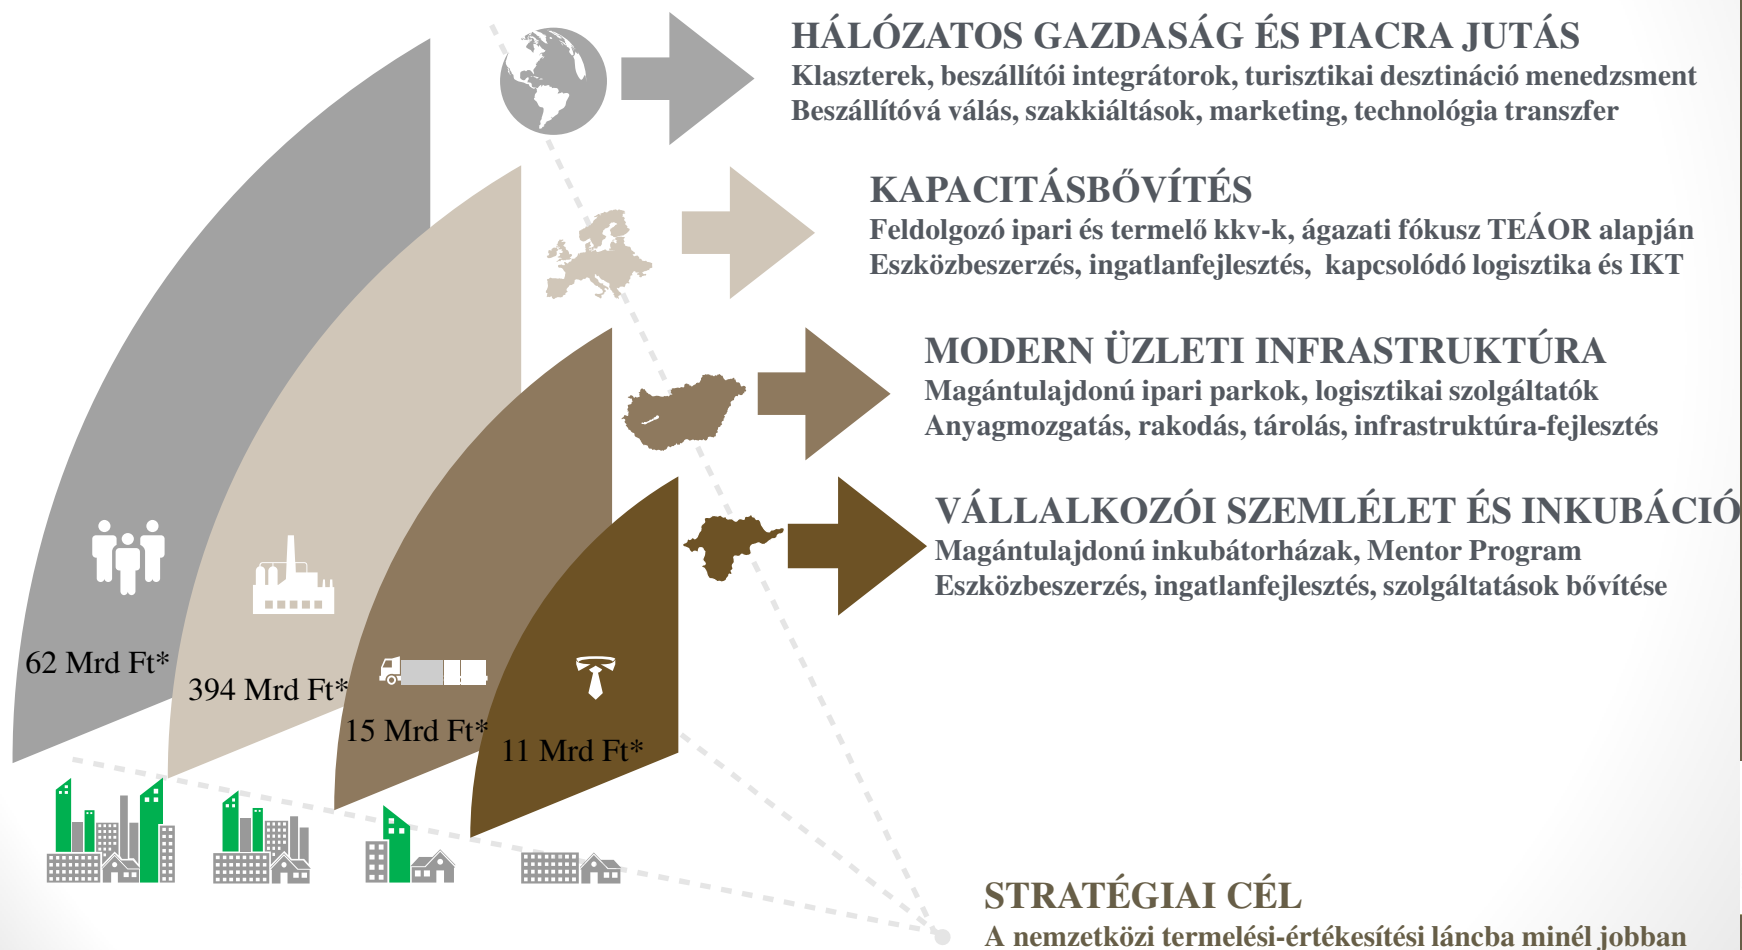 HÁLÓZATOS GAZDASÁG ÉS PIACRA JUTÁS
Klaszterek, beszállítói integrátorok, turisztikai desztináció menedzsment
Beszállítóvá válás, szakkiáltások, marketing, technológia transzfer
KAPACITÁSBŐVÍTÉS
Feldolgozó ipari és termelő kkv-k, ágazati fókusz TEÁOR alapján
Eszközbeszerzés, ingatlanfejlesztés, kapcsolódó logisztika és IKT
MODERN ÜZLETI INFRASTRUKTÚRA
Magántulajdonú ipari parkok, logisztikai szolgáltatók
Anyagmozgatás, rakodás, tárolás, infrastruktúra-fejlesztés
VÁLLALKOZÓI SZEMLÉLET ÉS INKUBÁCIÓ
Magántulajdonú inkubátorházak, Mentor Program
Eszközbeszerzés, ingatlanfejlesztés, szolgáltatások bővítése
62 Mrd Ft*
394 Mrd Ft*
15 Mrd Ft*
11 Mrd Ft*
STRATÉGIAI CÉL
A nemzetközi termelési-értékesítési láncba minél jobban